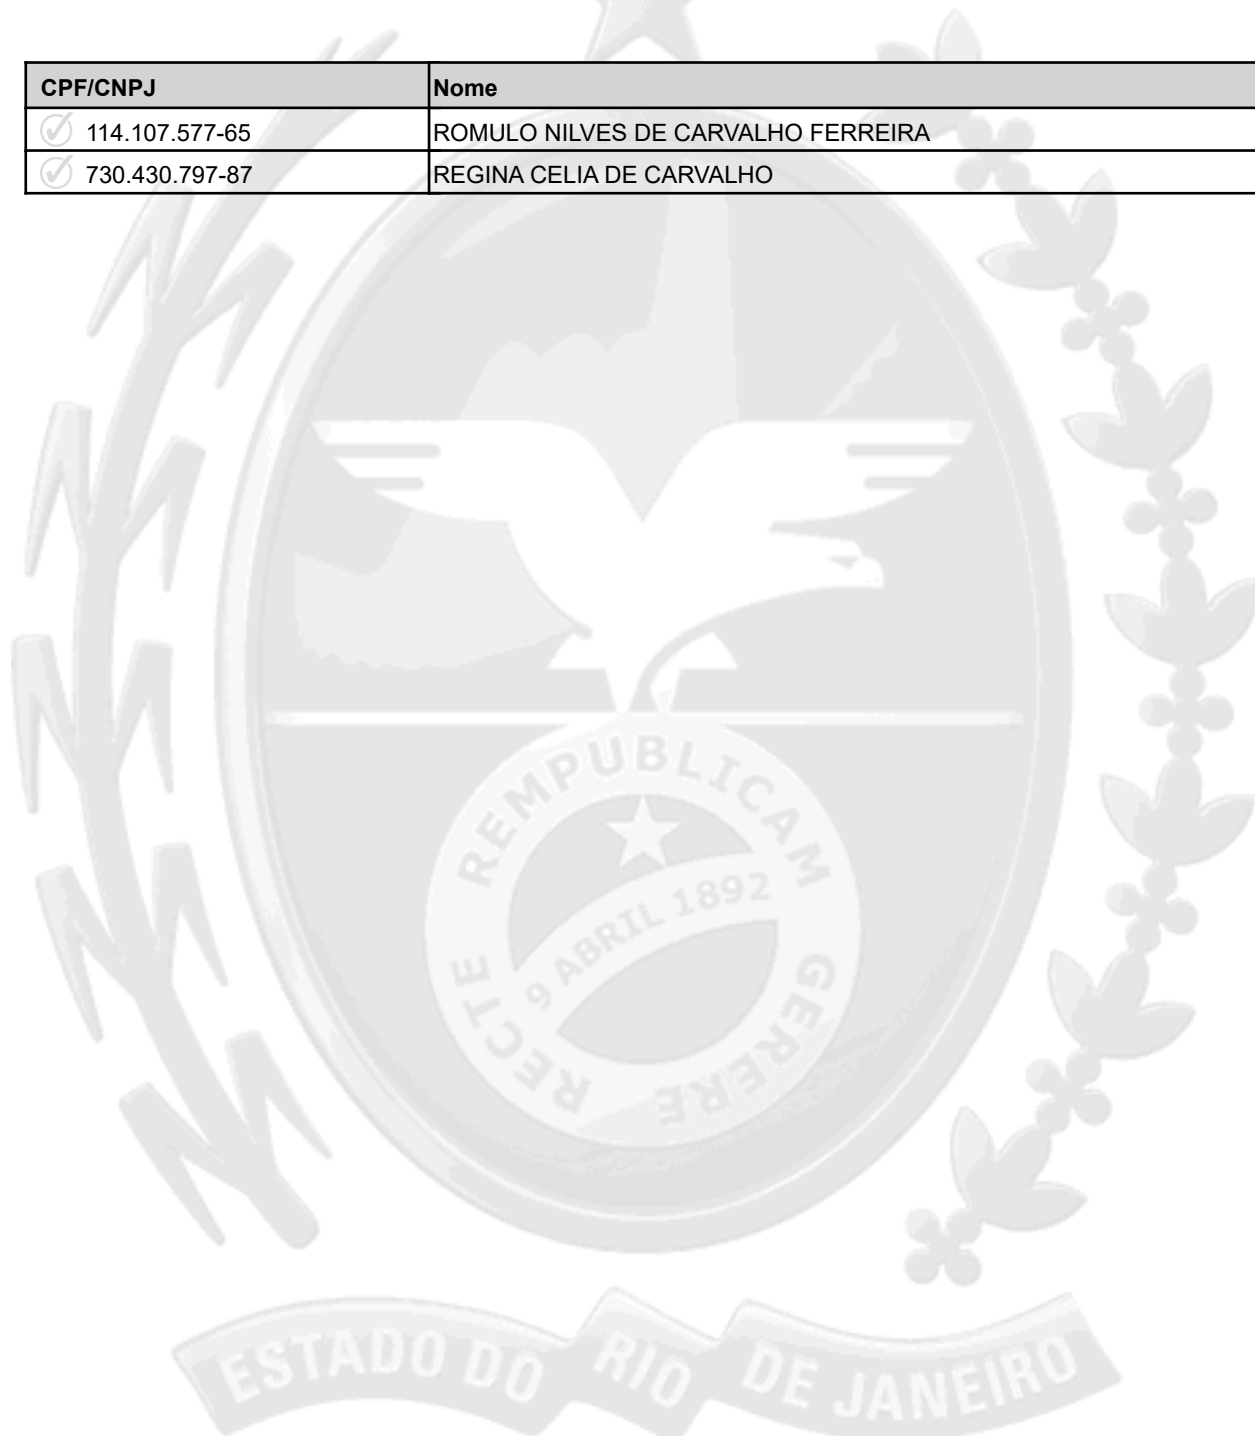 CPF/CNPJ Nome
114.107.577-65 ROMULO NILVES DE CARVALHO FERREIRA
730.430.797-87 REGINA CELIA DE CARVALHO
REMPUBLICAM
9 ABRIL 1892
RECTE GERERE
ESTADO DO RIO DE JANEIRO